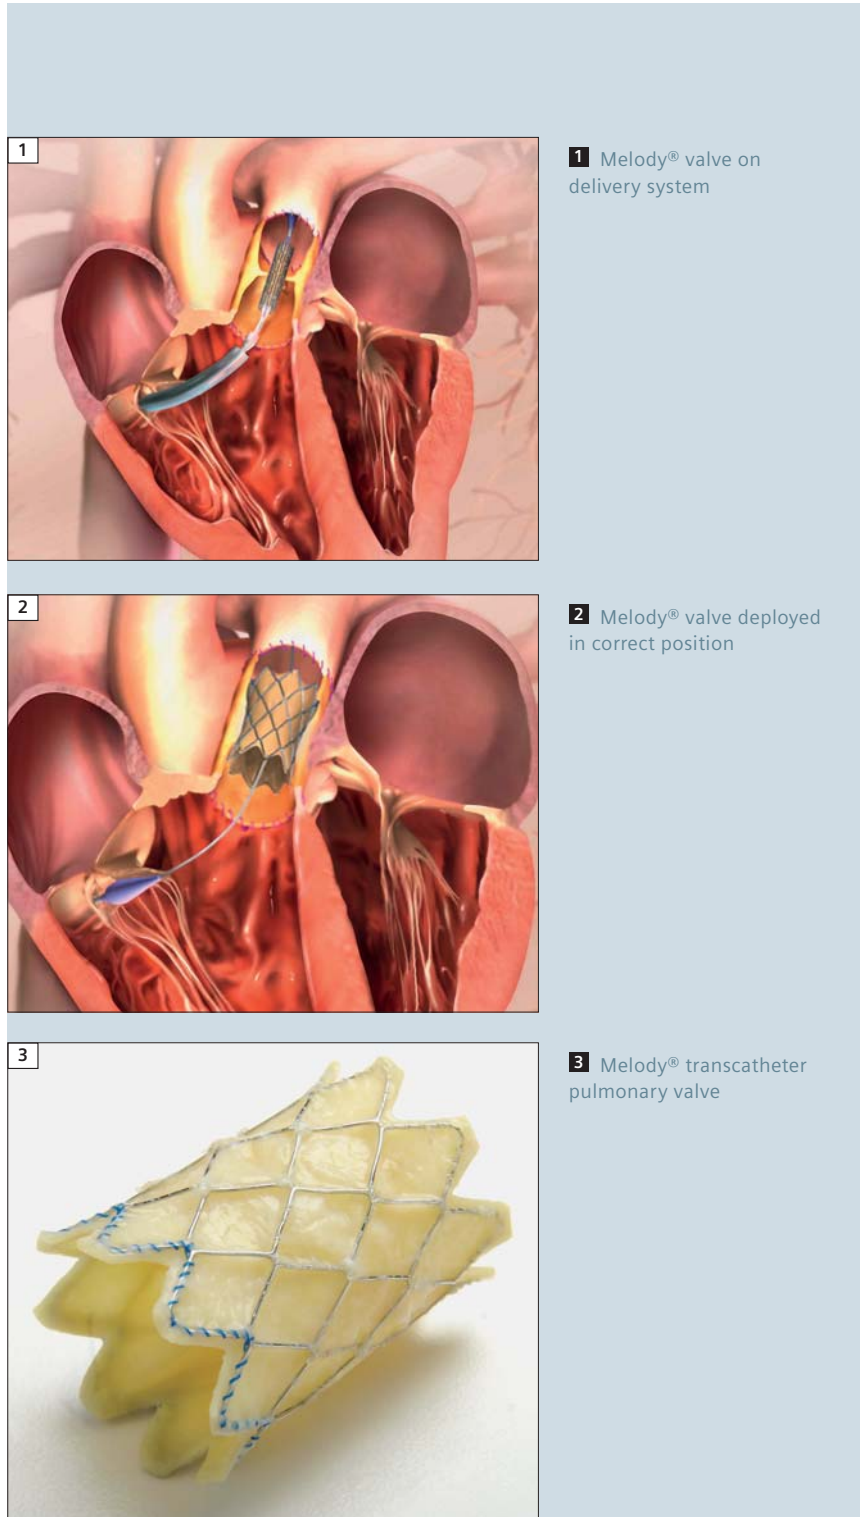 1
1 Melody® valve on
delivery system
2
2 Melody® valve deployed
in correct position
3
3 Melody® transcatheter
pulmonary valve